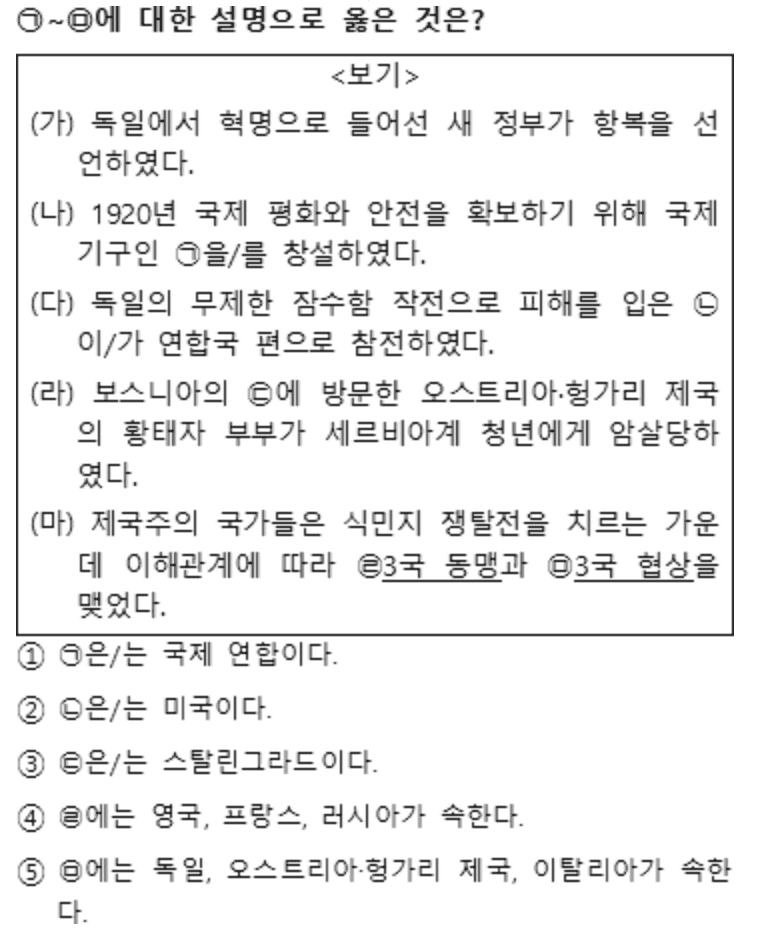 ㉠~㉤에 대한 설명으로 옳은 것은?
<보기>
(가) 독일에서 혁명으로 들어선 새 정부가 항복을 선
언하였다.
(나) 1920년 국제 평화와 안전을 확보하기 위해 국제
기구인 ㉠을/를 창설하였다.
(다) 독일의 무제한 잠수함 작전으로 피해를 입은 ㉡
이/가 연합국 편으로 참전하였다.
(라) 보스니아의 ㉢에 방문한 오스트리아·헝가리 제국
의 황태자 부부가 세르비아계 청년에게 암살당하
였다.
(마) 제국주의 국가들은 식민지 쟁탈전을 치르는 가운
데 이해관계에 따라 ㉣3국 동맹과 ㉤3국 협상을
맺었다.
① ㉠은/는 국제 연합이다.
② ㉡은/는 미국이다.
③ ㉢은/는 스탈린그라드이다.
④ ㉣에는 영국, 프랑스, 러시아가 속한다.
⑤ ㉤에는 독일, 오스트리아·헝가리 제국, 이탈리아가 속한
다.